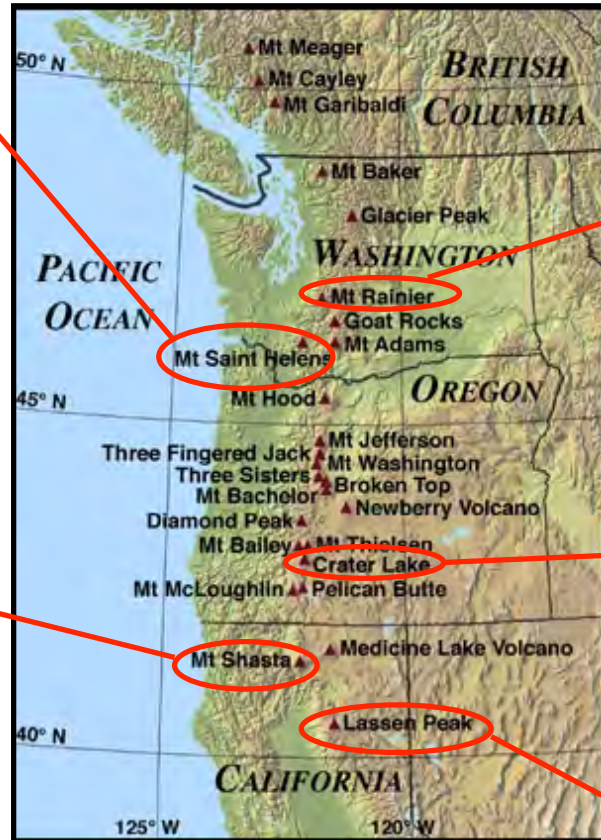 Mt Meager
50° N
BRITISH
COLUMBIA
Mt Cayley
Mt Garibaldi
Mt Baker
Glacier Peak
WASHINGTON
PACIFIC
OCEAN
Mt Rainier
Goat Rocks
Mt Adams
Mt Saint Helens
OREGON
Mt Hood
45° N
Mt Jefferson
Three Fingered Jack
Mt Washington
Three Sisters
Broken Top
Mt Bachelor
Newberry Volcano
Diamond Peak
Mt Bailey
Mt Thielsen
Crater Lake
Mt McLoughlin
Pelican Butte
Medicine Lake Volcano
Mt Shasta
Lassen Peak
40° N
CALIFORNIA
125° W
120° W